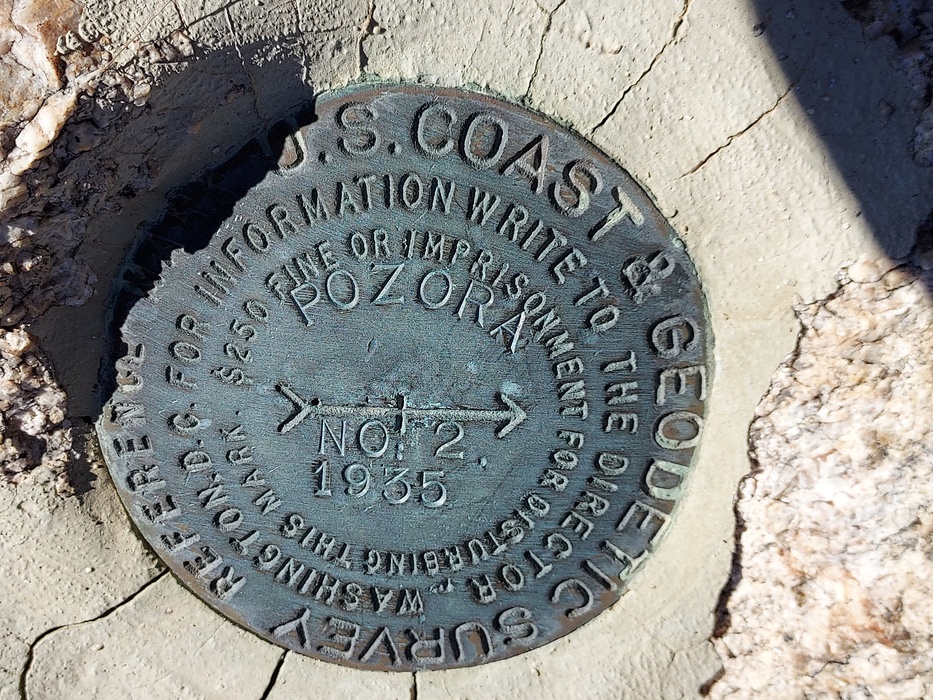 U.S. COAST & GEODETIC SURVEY
REFERENCE MARK
FOR INFORMATION WRITE TO THE DIRECTOR, WASHINGTON, D.C.
$250 FINE OR IMPRISONMENT FOR DISTURBING THIS MARK.
POZORA
NO. 2
1935